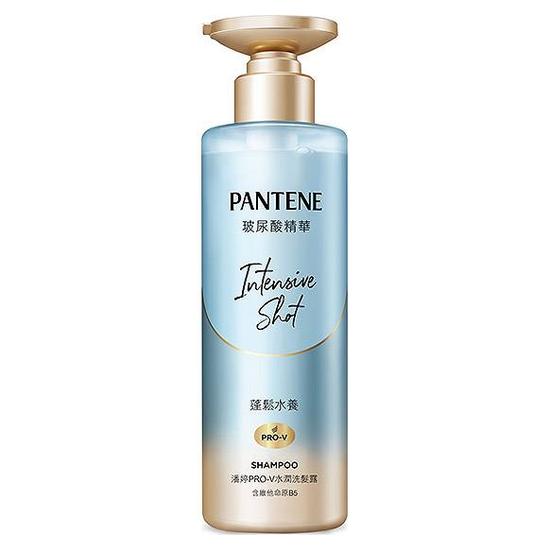 PANTENE
玻尿酸精華
Intensive
Shot
蓬鬆水養
PRO-V
SHAMPOO
潘婷PRO-V水潤洗髮露
含維他命原B5